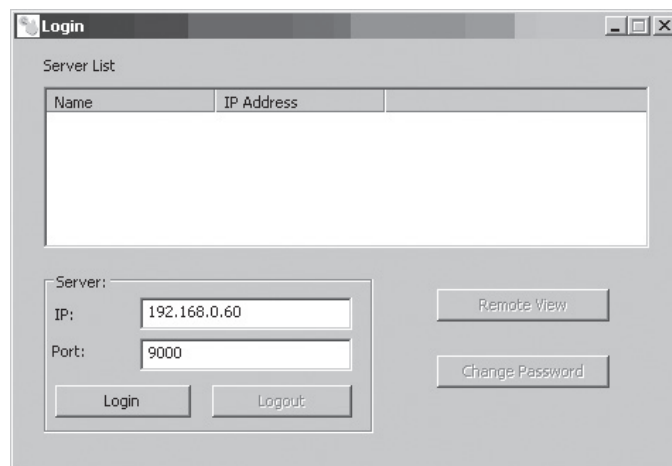 Login
Server List
Name IP Address
Server:
IP: 192.168.0.60
Remote View
Port: 9000
Change Password
Login Logout